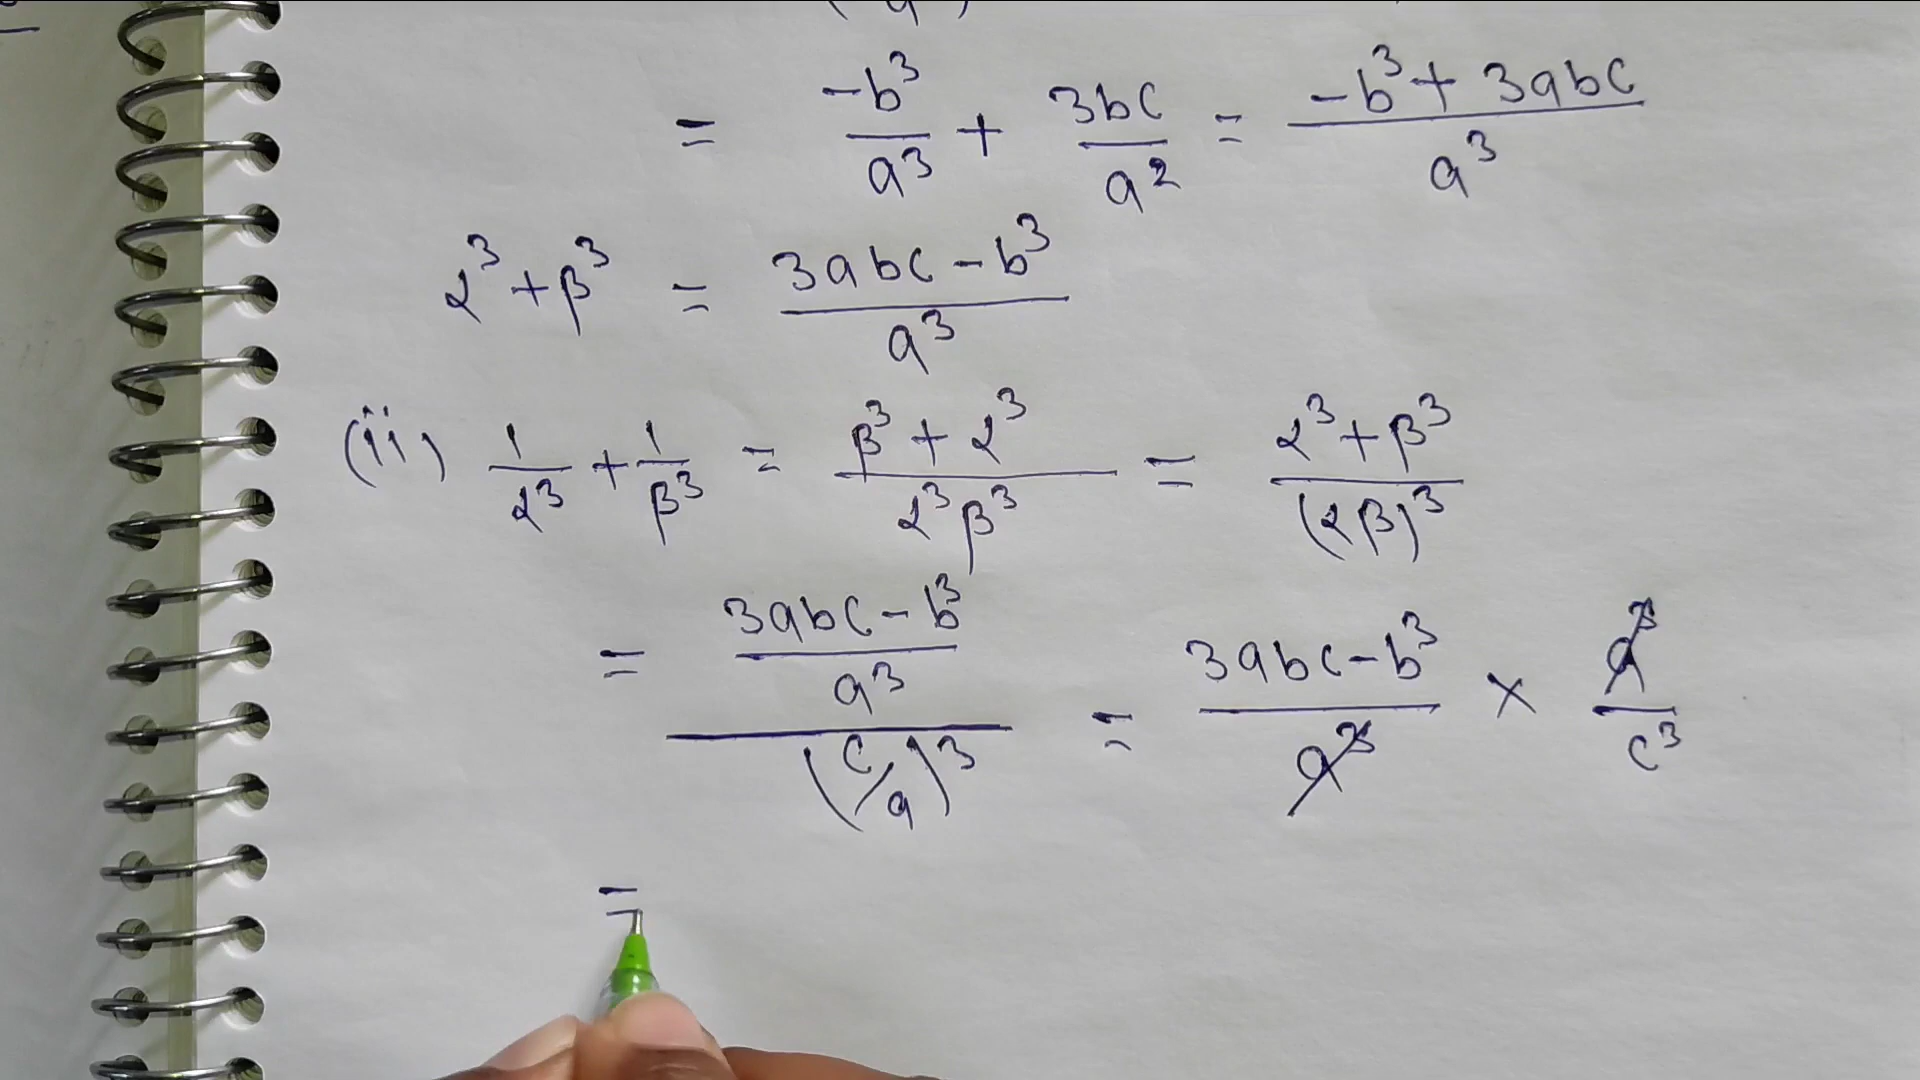 = -b³/a³ + 3bc/a² = (-b³ + 3abc)/a³
α³ + β³ = (3abc - b³)/a³
(ii) 1/α³ + 1/β³ = (β³ + α³)/(α³β³) = (α³ + β³)/(αβ)³
= ((3abc - b³)/a³)/(c/a)³ = (3abc - b³)/a³ × a³/c³
=